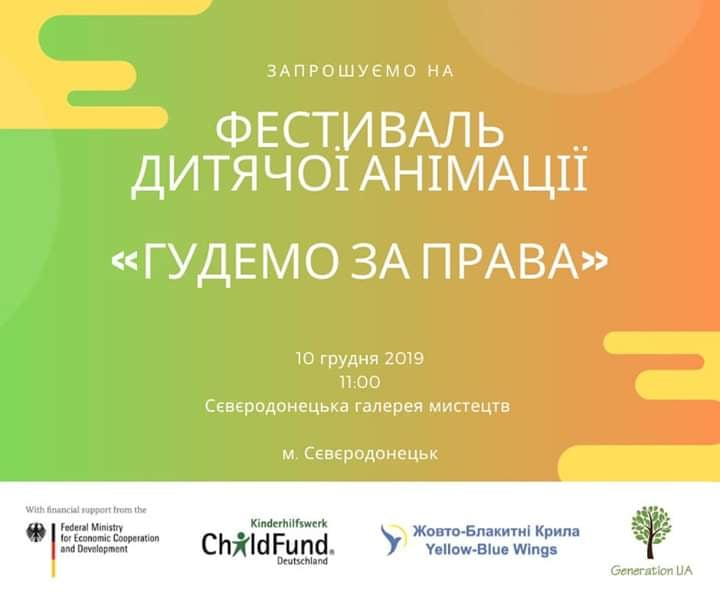 ЗАПРОШУЄМО НА
ФЕСТИВАЛЬ
ДИТЯЧОЇ АНІМАЦІЇ
«ГУДЕМО ЗА ПРАВА»
10 грудня 2019
11:00
Сєвєродонецька галерея мистецтв
м. Сєвєродонецьк
With financial support from the
Federal Ministry
for Economic Cooperation
and Development
Kinderhilfswerk
ChildFund®
Deutschland
Жовто-Блакитні Крила
Yellow-Blue Wings
Generation UA